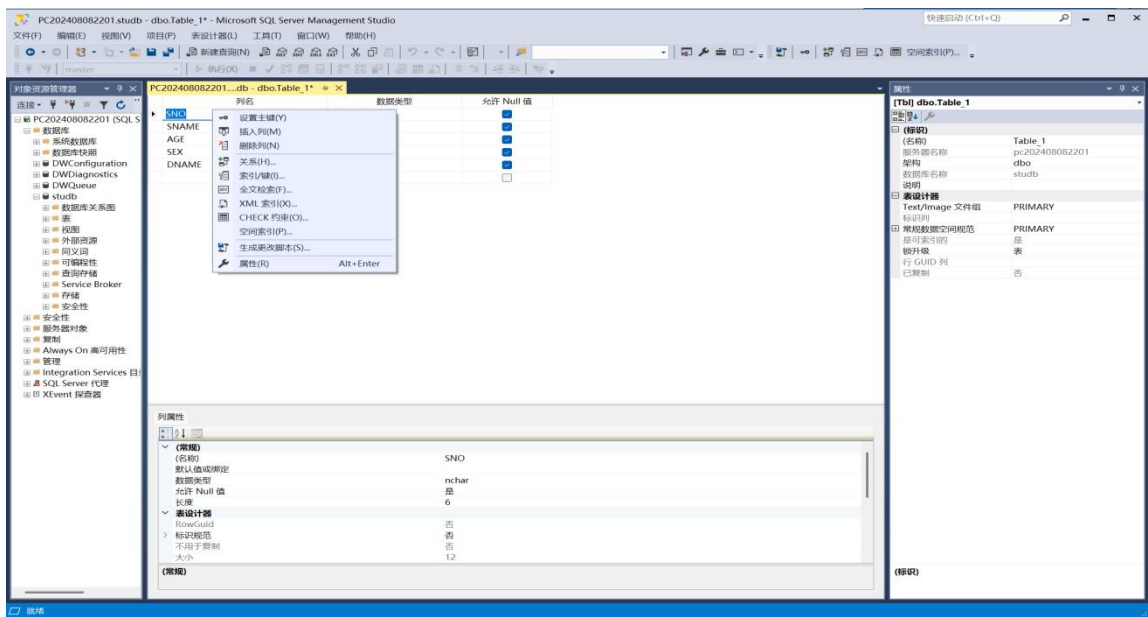 PC202408082201.studb - dbo.Table_1* - Microsoft SQL Server Management Studio
快速启动 (Ctrl+Q)
文件(F) 编辑(E) 视图(V) 项目(P) 表设计器(L) 工具(T) 窗口(W) 帮助(H)
新建查询(N)
空间索引(P)...
master
执行(X)
对象资源管理器
PC202408082201....db - dbo.Table_1*
属性
连接
PC202408082201 (SQL S
数据库
系统数据库
数据库快照
DWConfiguration
DWDiagnostics
DWQueue
studb
数据库关系图
表
视图
外部资源
同义词
可编程性
查询存储
Service Broker
存储
安全性
安全性
服务器对象
复制
Always On 高可用性
管理
Integration Services 目
SQL Server 代理
XEvent 探查器
列名 数据类型 允许 Null 值
SNO
SNAME
AGE
SEX
DNAME
设置主键(Y)
插入列(M)
删除列(N)
关系(H)...
索引/键(I)...
全文检索(F)...
XML 索引(X)...
CHECK 约束(O)...
空间索引(P)...
生成更改脚本(S)...
属性(R) Alt+Enter
列属性
(常规)
(名称) SNO
默认值或绑定
数据类型 nchar
允许 Null 值 是
长度 6
表设计器
RowGuid 否
标识规范 否
不用于复制 否
大小 12
(常规)
[Tbl] dbo.Table_1
(标识)
(名称) Table_1
服务器名称 pc202408082201
架构 dbo
数据库名称 studb
说明
表设计器
Text/Image 文件组 PRIMARY
标识列
常规数据空间规范 PRIMARY
是可索引的 是
锁升级 表
行 GUID 列
已复制 否
(标识)
就绪